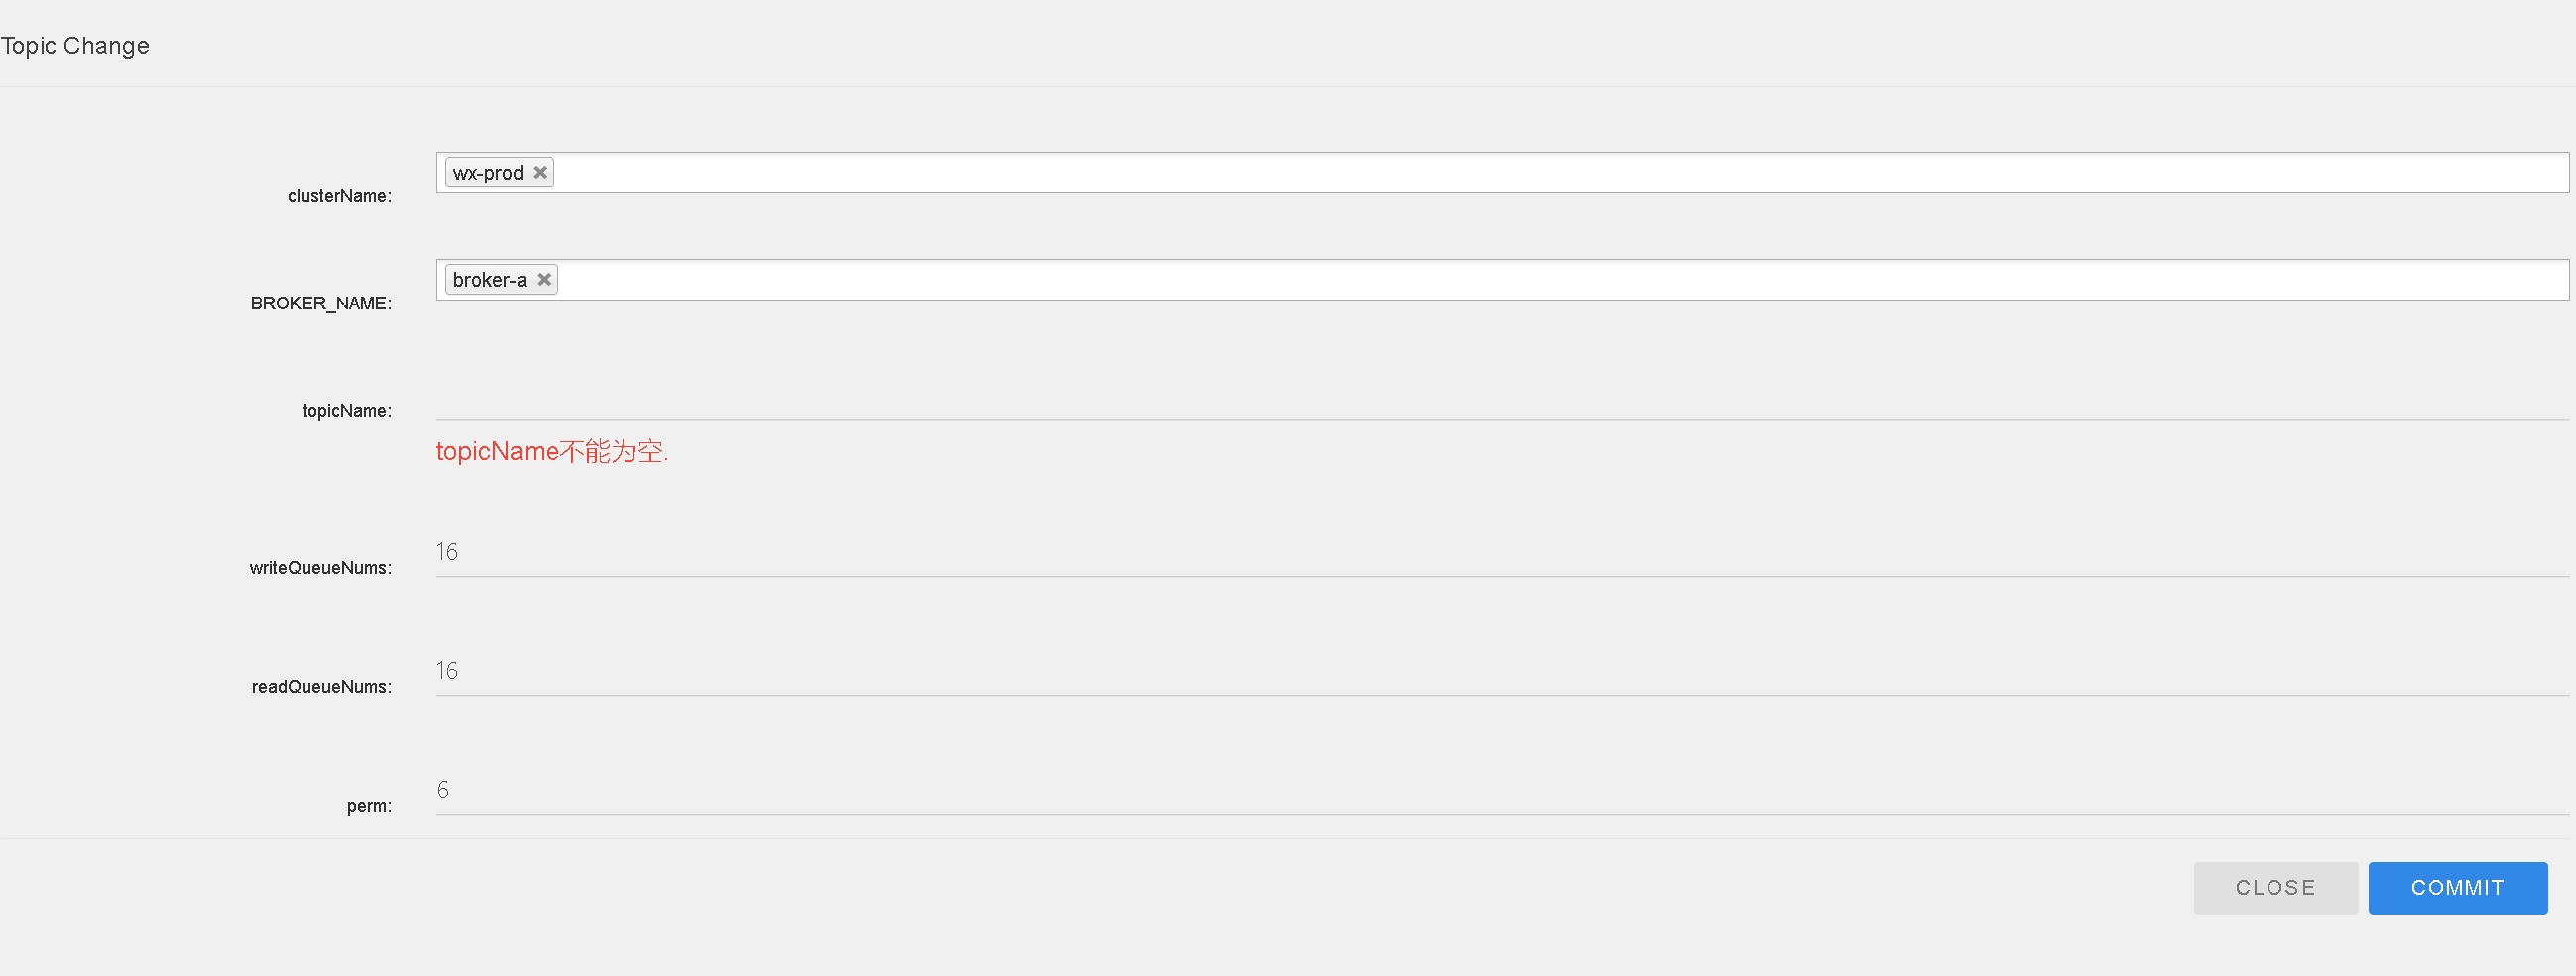 Topic Change
clusterName:
wx-prod
BROKER_NAME:
broker-a
topicName:
topicName不能为空.
writeQueueNums:
16
readQueueNums:
16
perm:
6
CLOSE
COMMIT